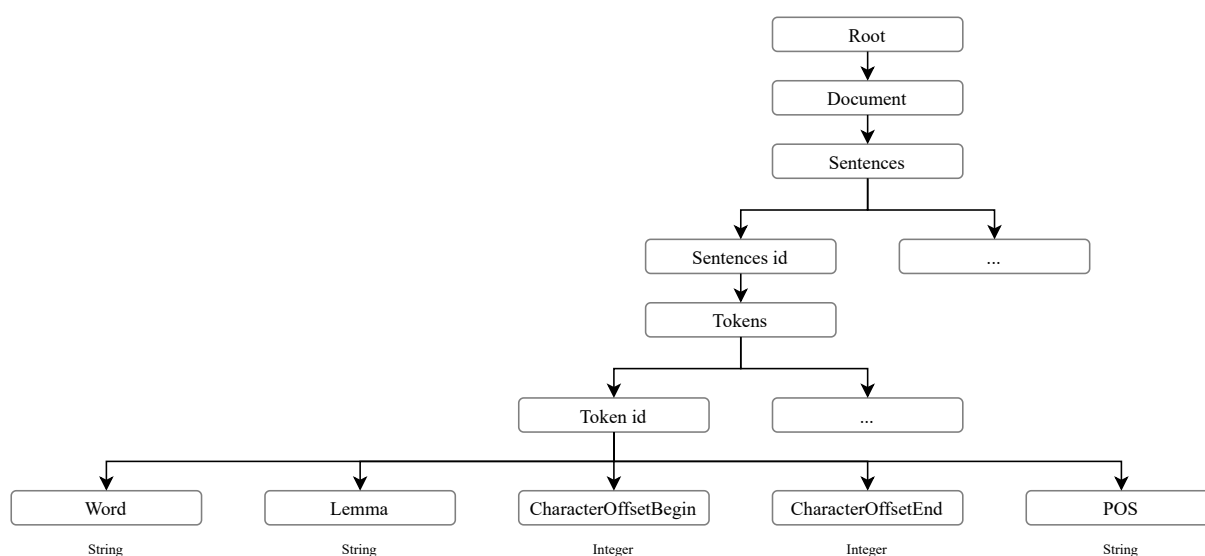 Root
Document
Sentences
Sentences id
...
Tokens
Token id
...
Word
Lemma
CharacterOffsetBegin
CharacterOffsetEnd
POS
String
String
Integer
Integer
String